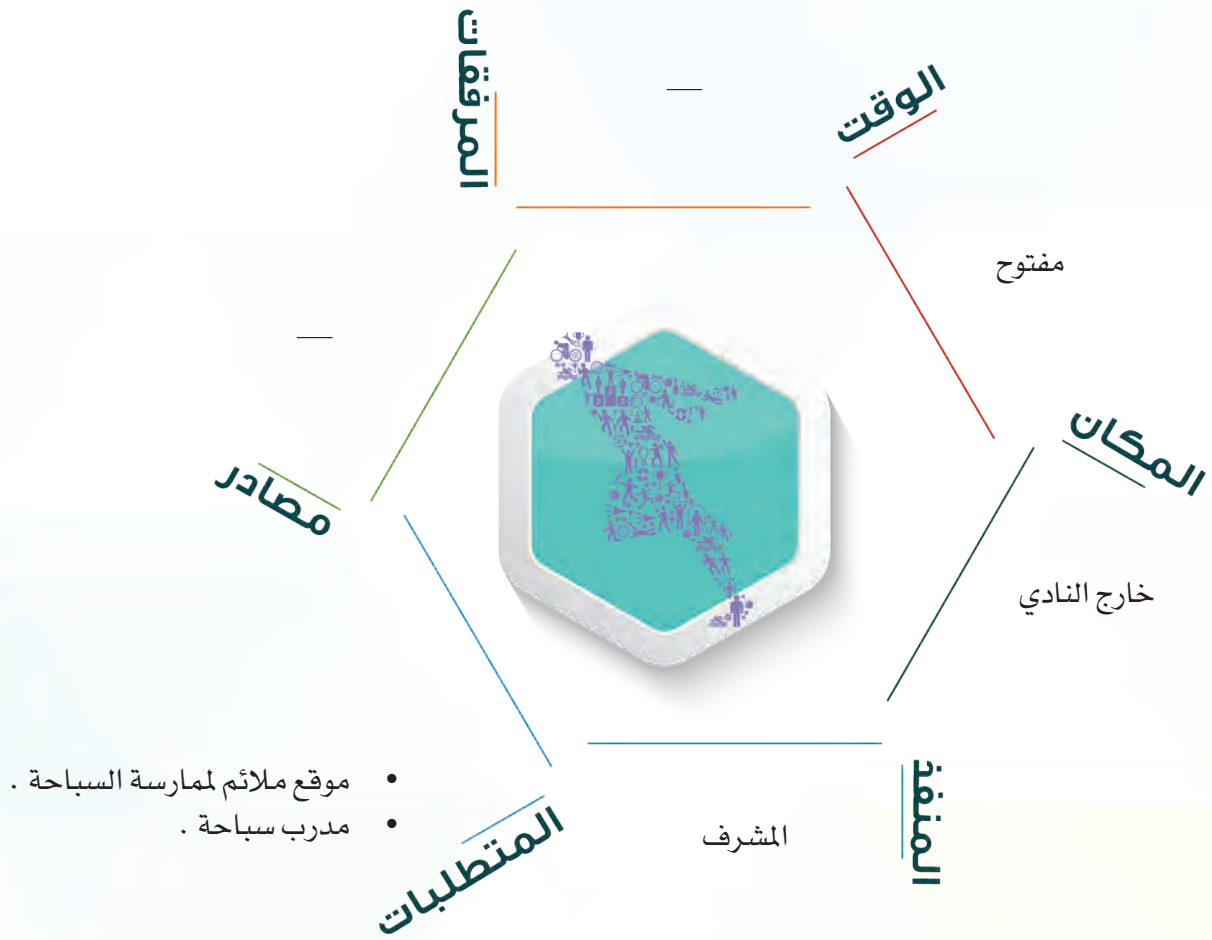 الوقت
مفتوح
المكان
خارج النادي
المنفذ
المشرف
المتطلبات
• موقع ملائم لممارسة السباحة .
• مدرب سباحة .
مصادر
—
المرفقات
—